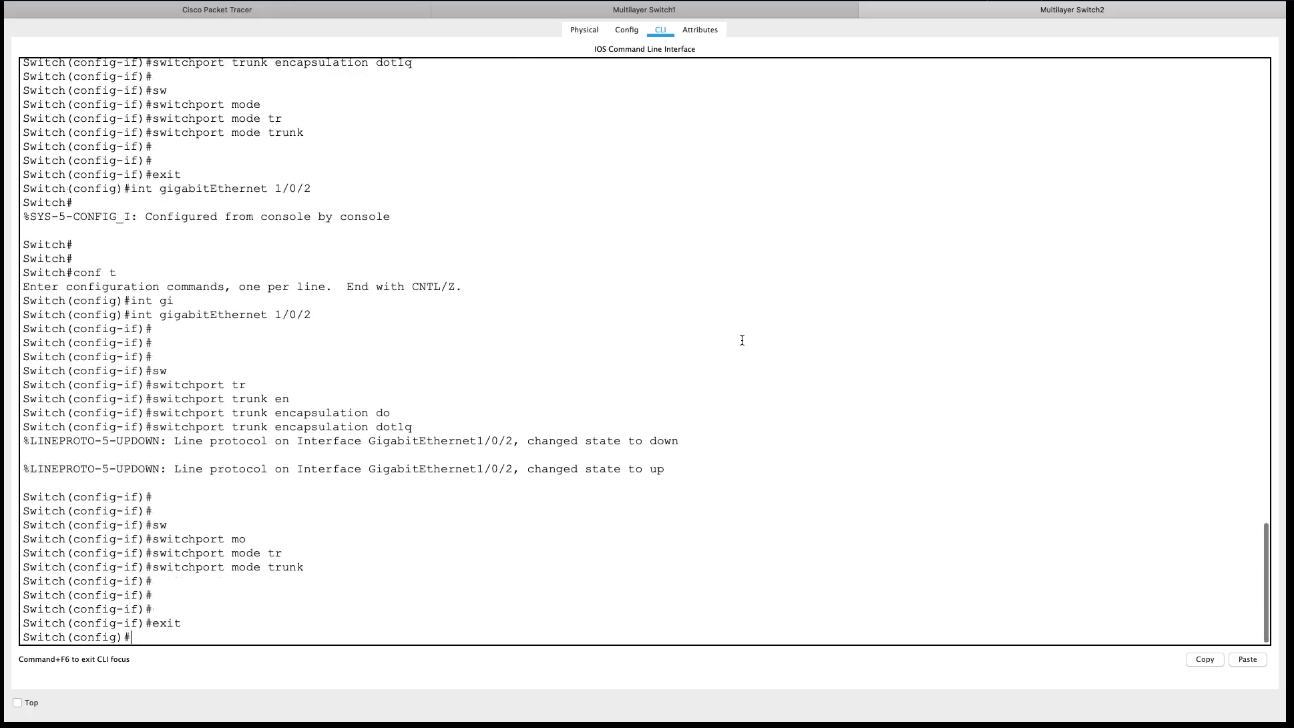 Cisco Packet Tracer
Multilayer Switch1
Multilayer Switch2
Physical Config CLI Attributes
IOS Command Line Interface
Switch(config-if)#switchport trunk encapsulation dot1q
Switch(config-if)#
Switch(config-if)#sw
Switch(config-if)#switchport mode
Switch(config-if)#switchport mode tr
Switch(config-if)#switchport mode trunk
Switch(config-if)#
Switch(config-if)#
Switch(config-if)#exit
Switch(config)#int gigabitEthernet 1/0/2
Switch#
%SYS-5-CONFIG_I: Configured from console by console
Switch#
Switch#
Switch#conf t
Enter configuration commands, one per line.  End with CNTL/Z.
Switch(config)#int gi
Switch(config)#int gigabitEthernet 1/0/2
Switch(config-if)#
Switch(config-if)#
Switch(config-if)#
Switch(config-if)#sw
Switch(config-if)#switchport tr
Switch(config-if)#switchport trunk en
Switch(config-if)#switchport trunk encapsulation do
Switch(config-if)#switchport trunk encapsulation dot1q
%LINEPROTO-5-UPDOWN: Line protocol on Interface GigabitEthernet1/0/2, changed state to down
%LINEPROTO-5-UPDOWN: Line protocol on Interface GigabitEthernet1/0/2, changed state to up
Switch(config-if)#
Switch(config-if)#
Switch(config-if)#sw
Switch(config-if)#switchport mo
Switch(config-if)#switchport mode tr
Switch(config-if)#switchport mode trunk
Switch(config-if)#
Switch(config-if)#
Switch(config-if)#
Switch(config-if)#exit
Switch(config)#
Command+F6 to exit CLI focus
Copy
Paste
Top